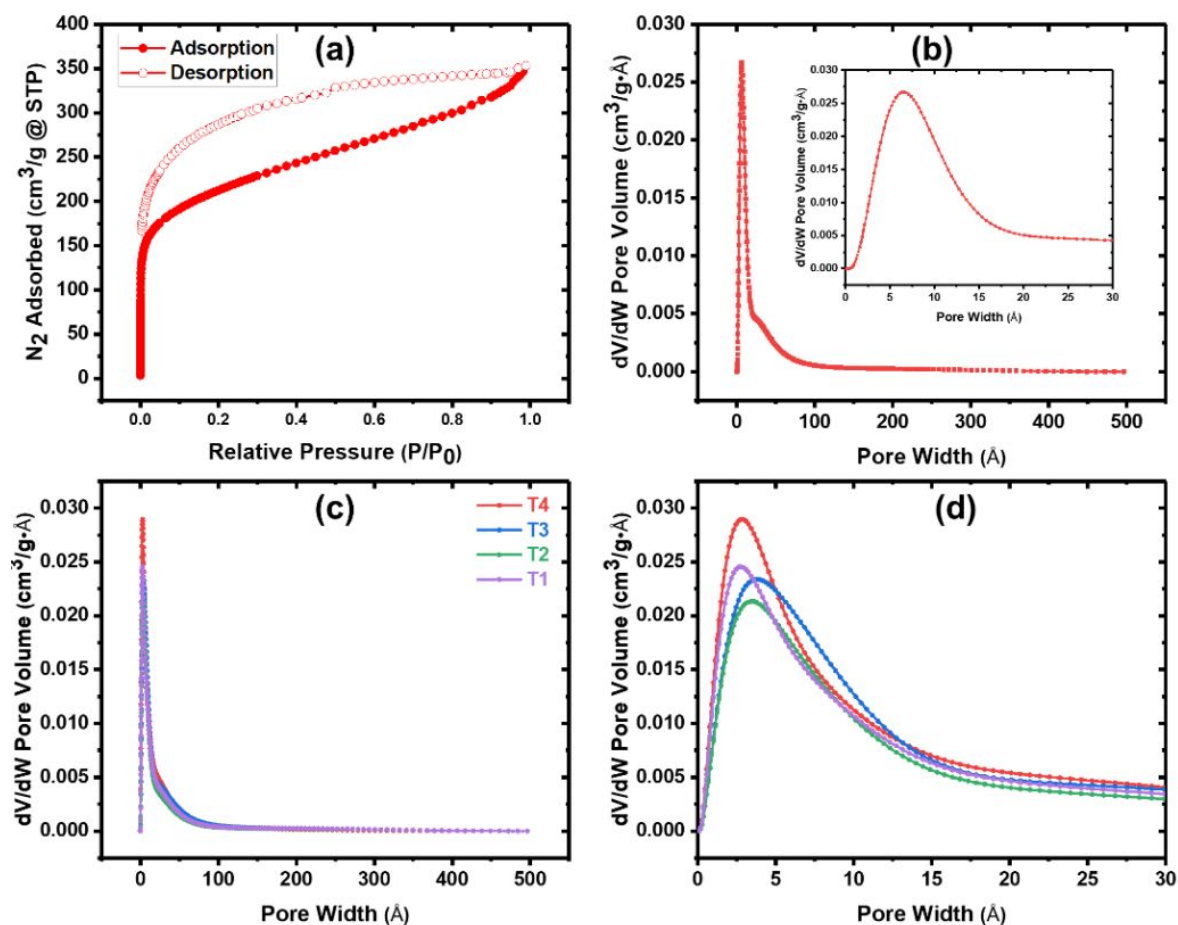 (a)
Adsorption
Desorption
N2 Adsorbed (cm3/g @ STP)
400
350
300
250
200
150
100
50
0
0.0 0.2 0.4 0.6 0.8 1.0
Relative Pressure (P/P0)
(b)
dV/dW Pore Volume (cm3/g·Å)
0.030
0.025
0.020
0.015
0.010
0.005
0.000
0 100 200 300 400 500
Pore Width (Å)
dV/dW Pore Volume (cm3/g·Å)
0.030
0.025
0.020
0.015
0.010
0.005
0.000
0 5 10 15 20 25 30
Pore Width (Å)
(c)
T4
T3
T2
T1
dV/dW Pore Volume (cm3/g·Å)
0.030
0.025
0.020
0.015
0.010
0.005
0.000
0 100 200 300 400 500
Pore Width (Å)
(d)
dV/dW Pore Volume (cm3/g·Å)
0.030
0.025
0.020
0.015
0.010
0.005
0.000
0 5 10 15 20 25 30
Pore Width (Å)